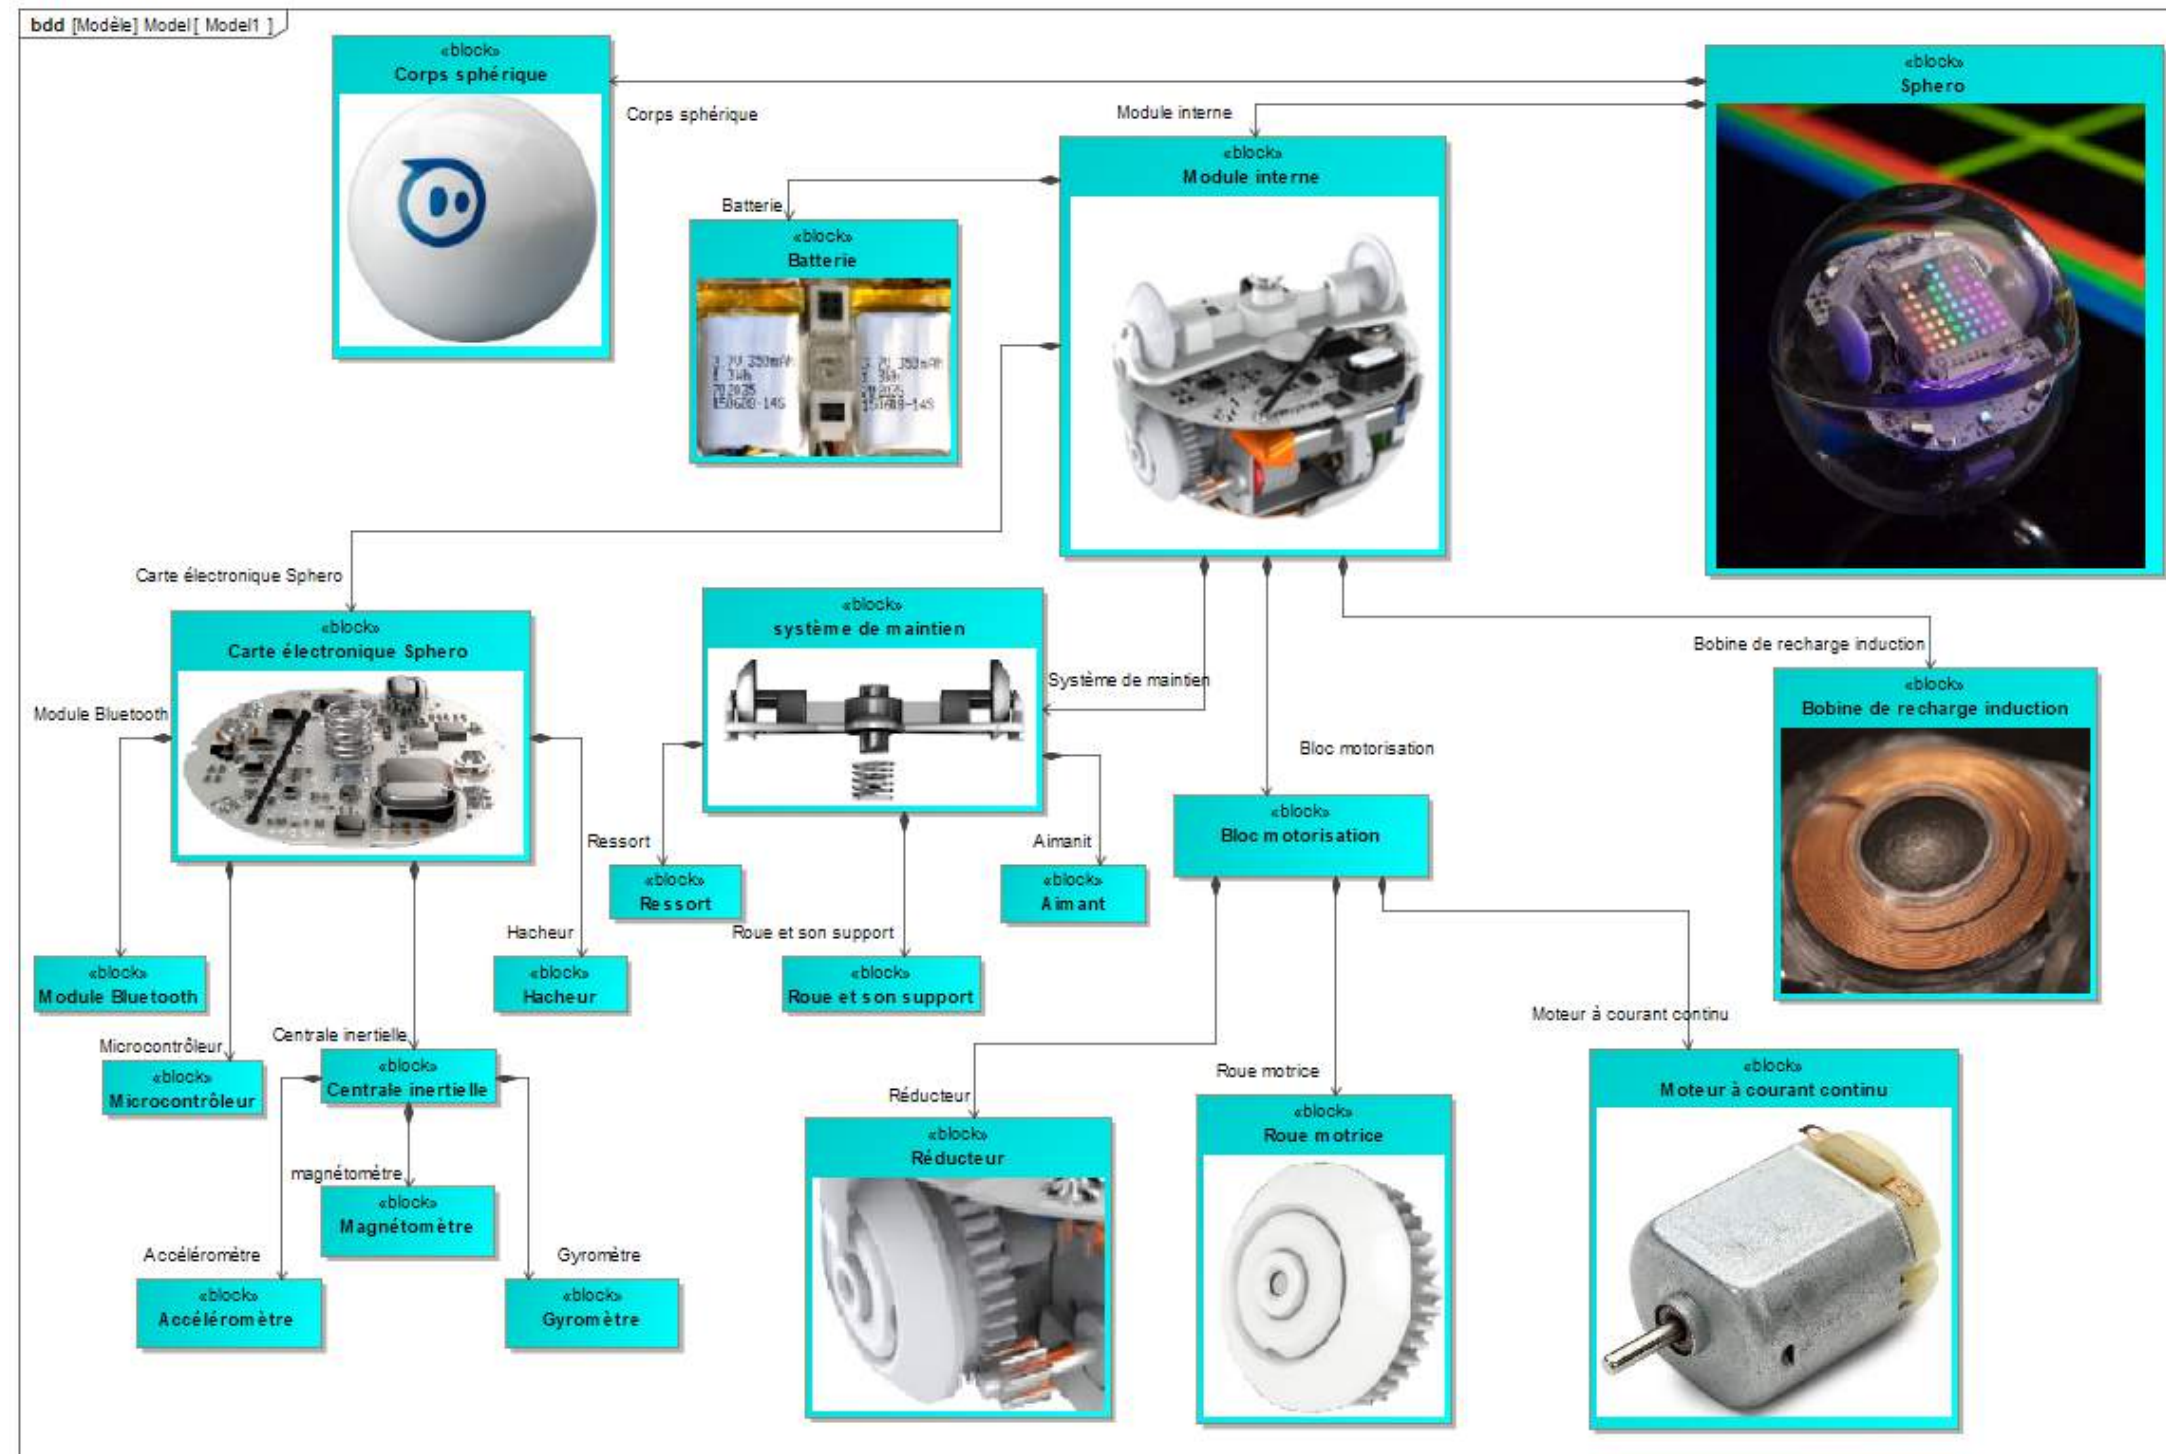 bdd [Modèle] Model [ Model1 ]
«block»
Corps sphérique
«block»
Sphero
Corps sphérique
Module interne
«block»
Module interne
Batterie
«block»
Batterie
Carte électronique Sphero
«block»
Carte électronique Sphero
«block»
système de maintien
Système de maintien
Bobine de recharge induction
«block»
Bobine de recharge induction
Module Bluetooth
Bloc motorisation
«block»
Bloc motorisation
Ressort
«block»
Ressort
Aimanit
«block»
Aimant
Hacheur
«block»
Hacheur
Roue et son support
«block»
Roue et son support
«block»
Module Bluetooth
Microcontrôleur
«block»
Microcontrôleur
Centrale inertielle
«block»
Centrale inertielle
Moteur à courant continu
«block»
Moteur à courant continu
Roue motrice
«block»
Roue motrice
Réducteur
«block»
Réducteur
magnétomètre
«block»
Magnétomètre
Accéléromètre
«block»
Accéléromètre
Gyromètre
«block»
Gyromètre